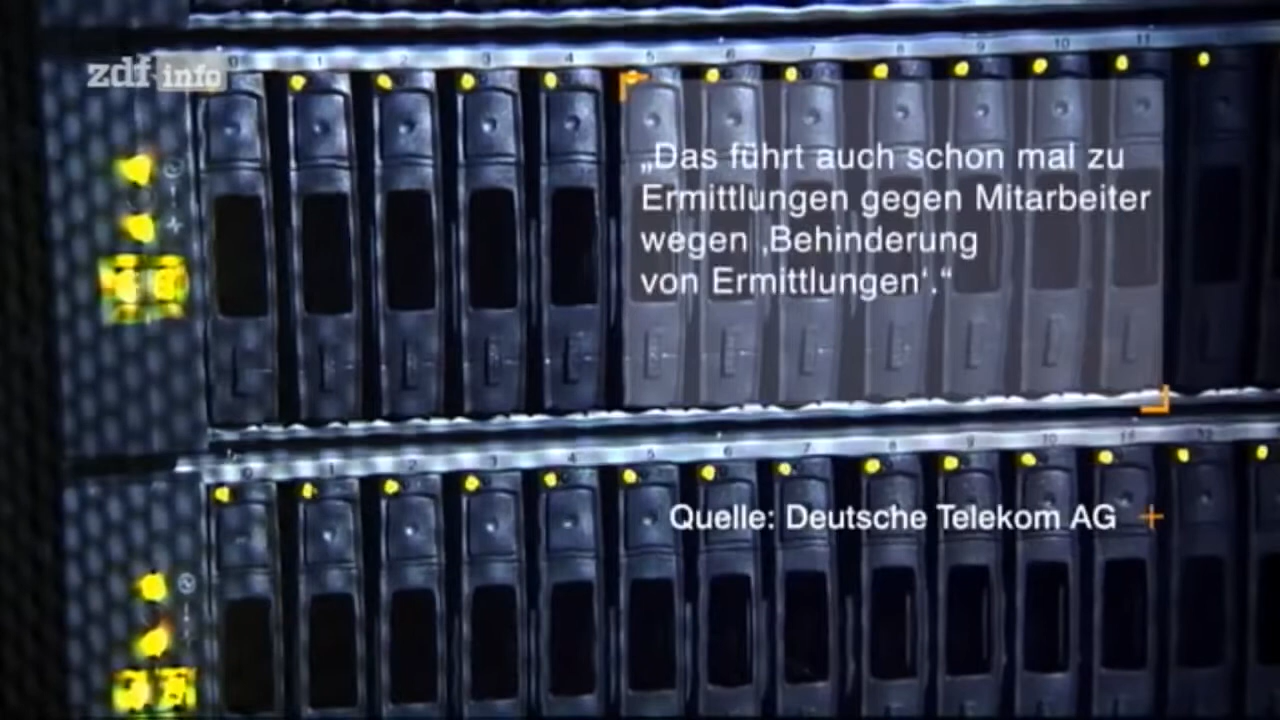 zdf info
„Das führt auch schon mal zu
Ermittlungen gegen Mitarbeiter
wegen ‚Behinderung
von Ermittlungen‘.“
Quelle: Deutsche Telekom AG +